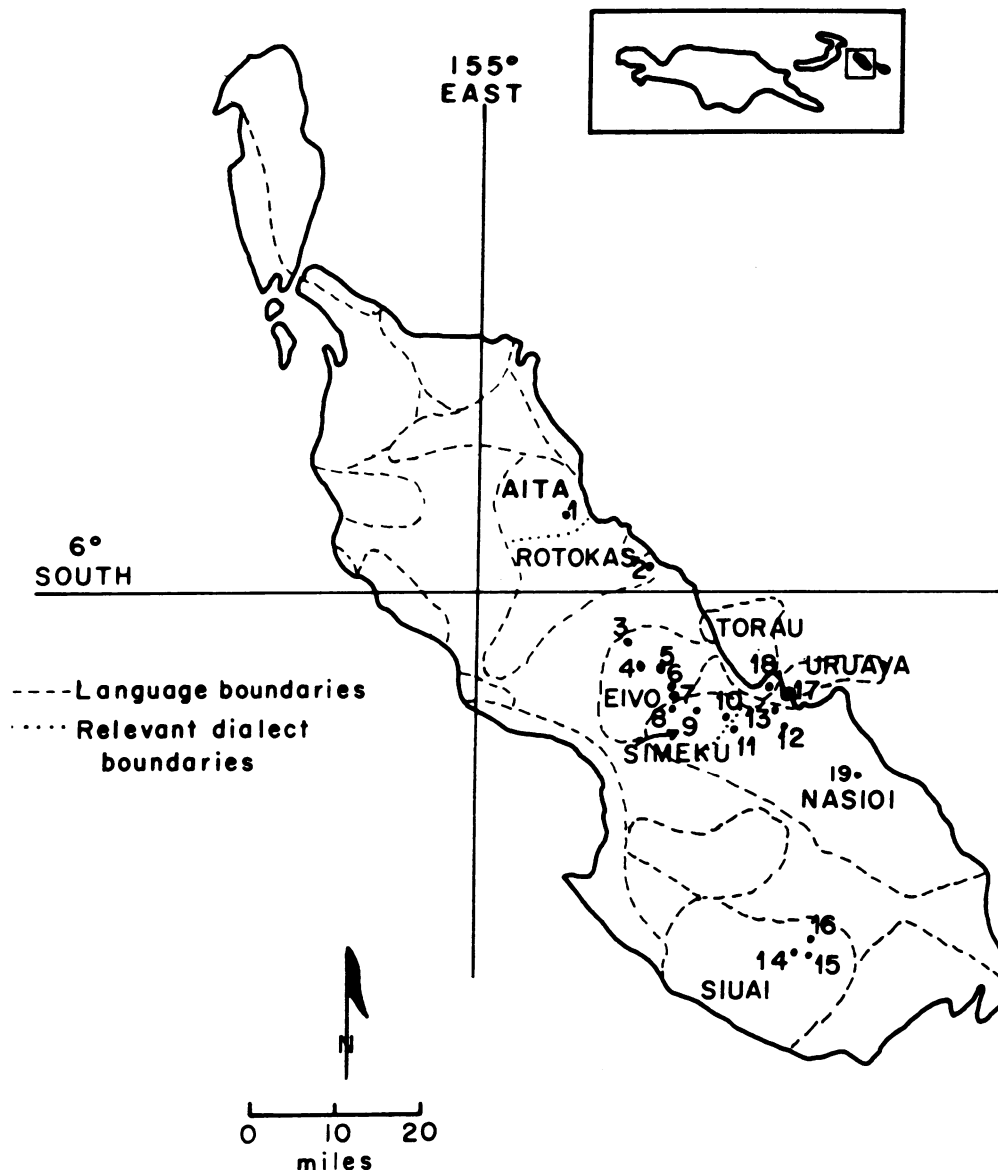 155°
EAST
AITA
1
6°
SOUTH
ROTOKAS
2
3
TORAU
4
5
18
URUAVA
6
---- Language boundaries
EIVO
7
10
17
..... Relevant dialect
boundaries
8
9
13
SIMEKU
11
12
19
NASIOI
16
14
15
SIUAI
N
0 10 20
miles